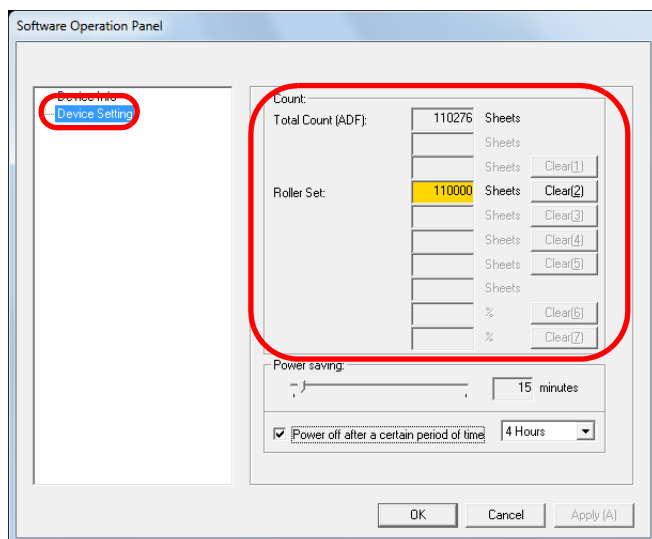 Software Operation Panel
Device Info
Device Setting
Count:
Total Count (ADF): 110276 Sheets
Sheets
Sheets Clear(1)
Roller Set: 110000 Sheets Clear(2)
Sheets Clear(3)
Sheets Clear(4)
Sheets Clear(5)
Sheets
% Clear(6)
% Clear(7)
Power saving:
15 minutes
Power off after a certain period of time 4 Hours
OK Cancel Apply (A)